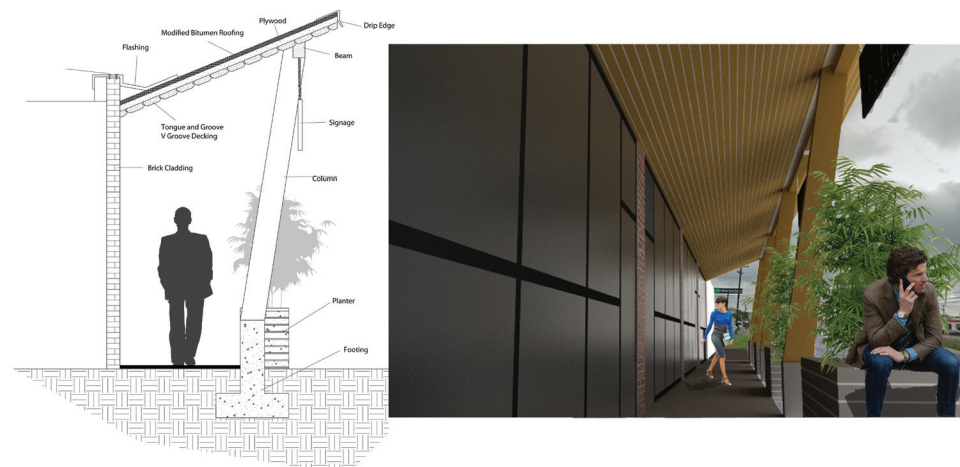 Plywood
Drip Edge
Modified Bitumen Roofing
Flashing
Beam
Signage
Tongue and Groove
V Groove Decking
Brick Cladding
Column
Planter
Footing